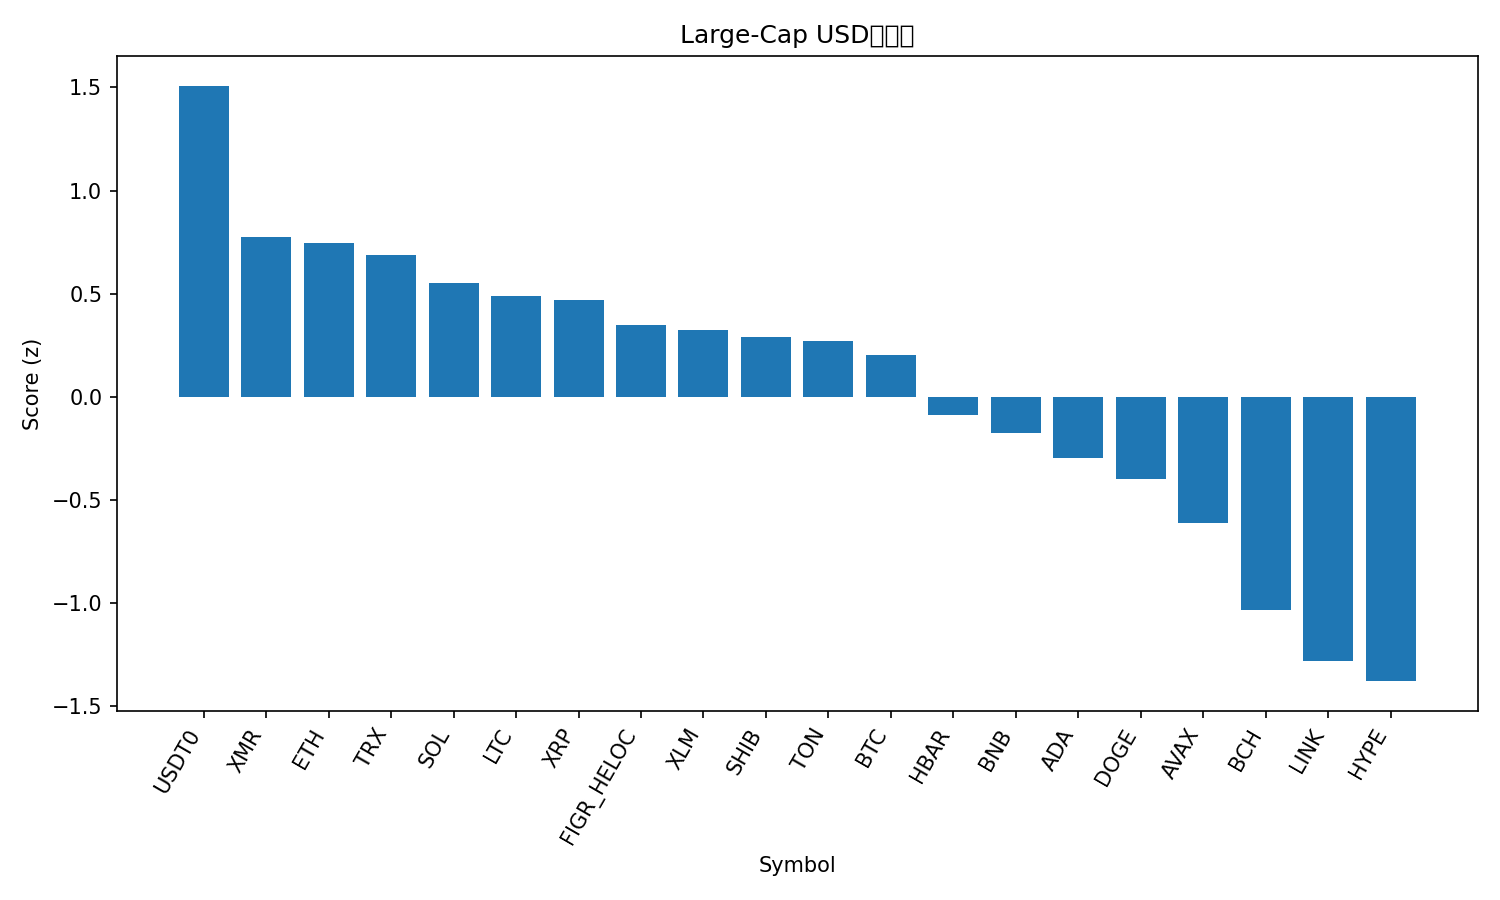 Large-Cap USD
1.5
1.0
0.5
0.0
−0.5
−1.0
−1.5
Score (z)
USDT0
XMR
ETH
TRX
SOL
LTC
XRP
FIGR_HELOC
XLM
SHIB
TON
BTC
HBAR
BNB
ADA
DOGE
AVAX
BCH
LINK
HYPE
Symbol